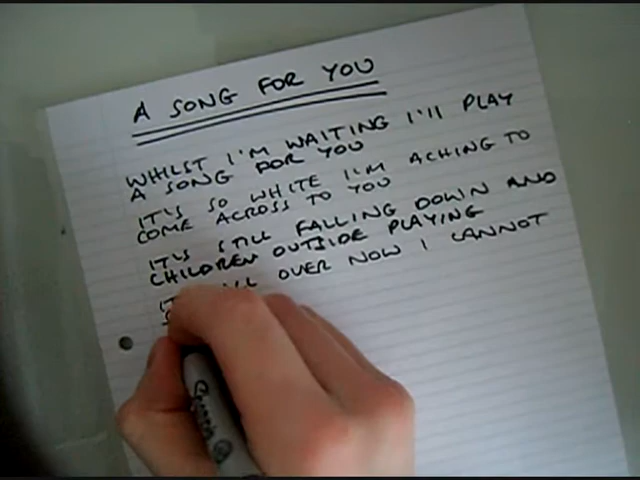 A SONG FOR YOU
WHILST I'M WAITING I'll PLAY
A SONG FOR YOU
IT'S SO WHITE I'M ACHING TO
COME ACROSS TO YOU
IT'S STILL FALLING DOWN AND
CHILDREN OUTSIDE PLAYING
OVER NOW I CANNOT
Sharpie